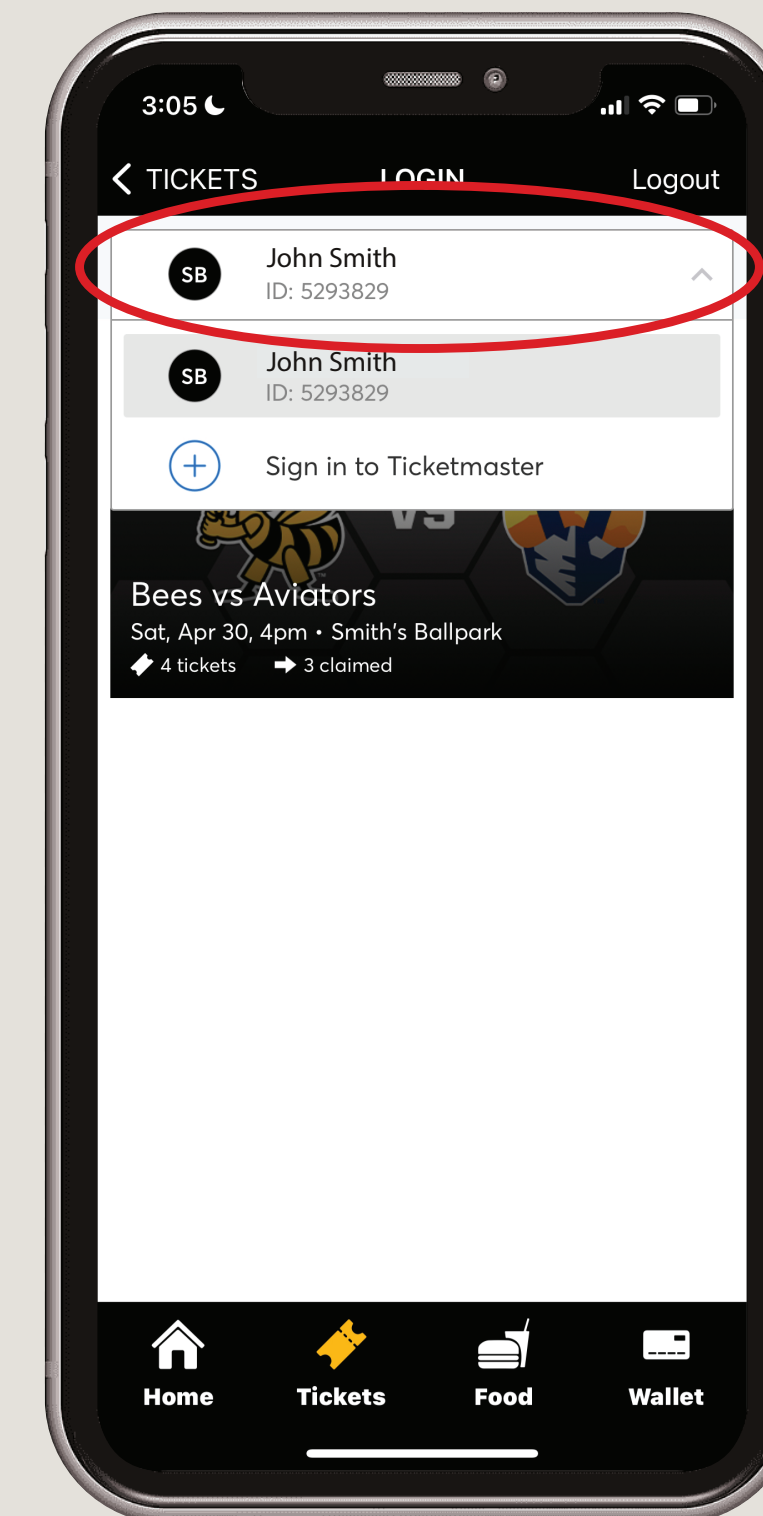 3:05
TICKETS LOGIN Logout
SB John Smith
ID: 5293829
SB John Smith
ID: 5293829
Sign in to Ticketmaster
VS
Bees vs Aviators
Sat, Apr 30, 4pm • Smith's Ballpark
4 tickets 3 claimed
Home Tickets Food Wallet